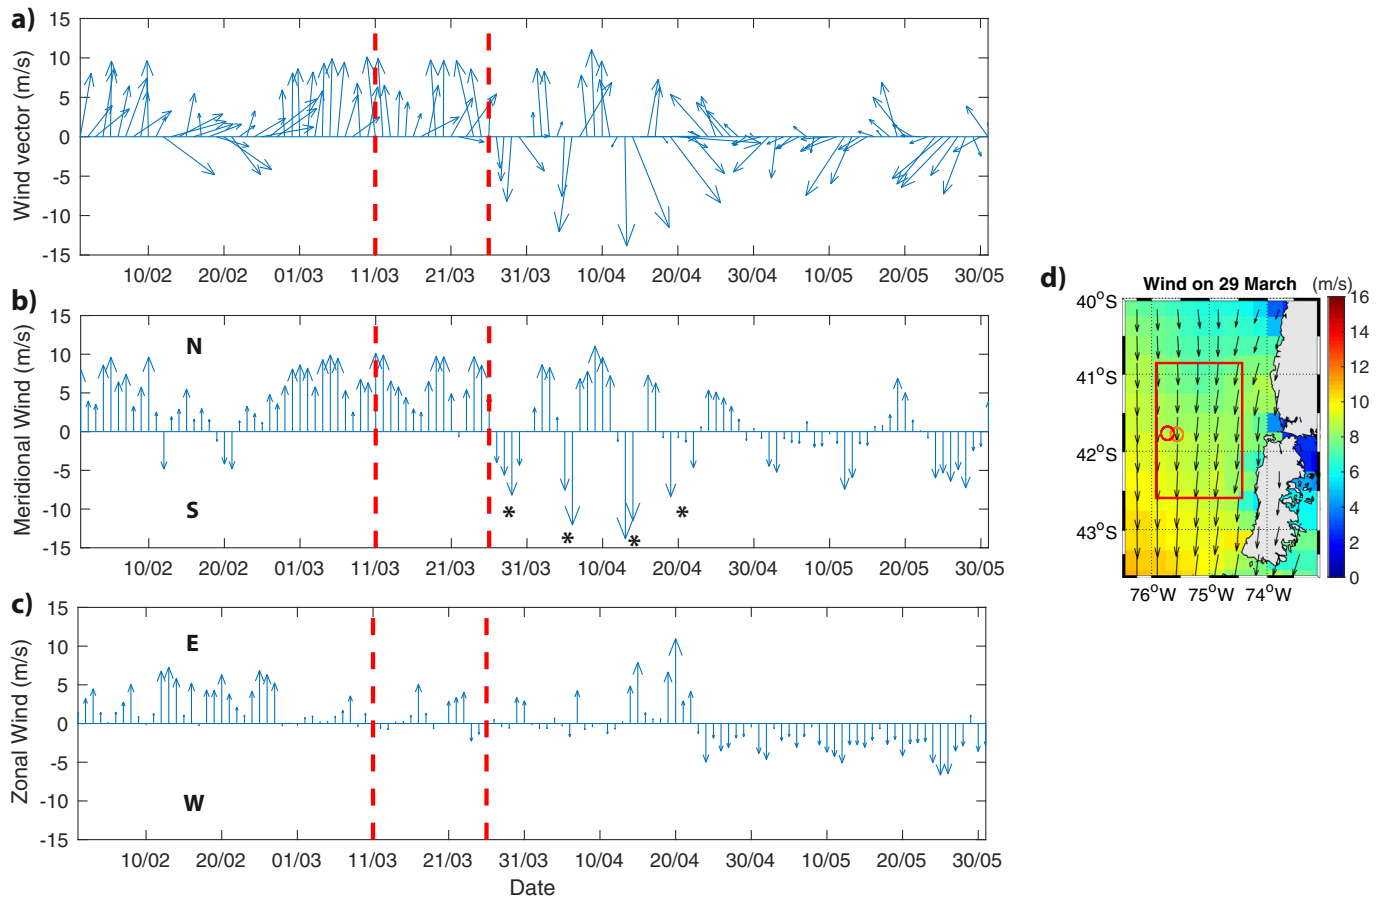 a)
Wind vector (m/s)
15
10
5
0
-5
-10
-15
10/02 20/02 01/03 11/03 21/03 31/03 10/04 20/04 30/04 10/05 20/05 30/05
b)
Meridional Wind (m/s)
15
10
5
0
-5
-10
-15
N
S
* * * *
10/02 20/02 01/03 11/03 21/03 31/03 10/04 20/04 30/04 10/05 20/05 30/05
c)
Zonal Wind (m/s)
15
10
5
0
-5
-10
-15
E
W
10/02 20/02 01/03 11/03 21/03 31/03 10/04 20/04 30/04 10/05 20/05 30/05
Date
d)
Wind on 29 March (m/s)
40°S
41°S
42°S
43°S
76°W 75°W 74°W
16
14
12
10
8
6
4
2
0